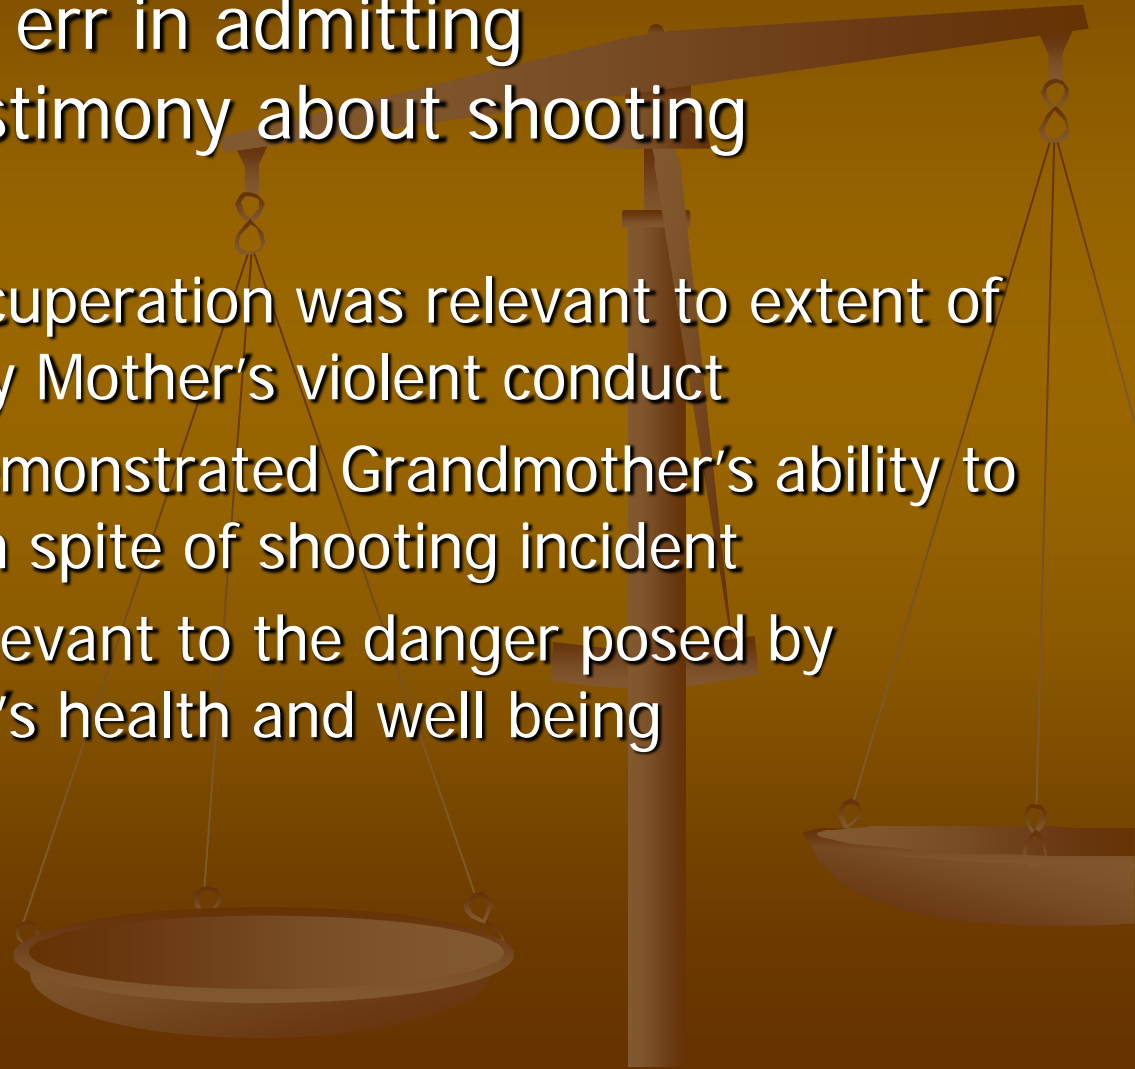 err in admitting
stimony about shooting
cuperation was relevant to extent of
y Mother’s violent conduct
monstrated Grandmother’s ability to
n spite of shooting incident
evant to the danger posed by
’s health and well being